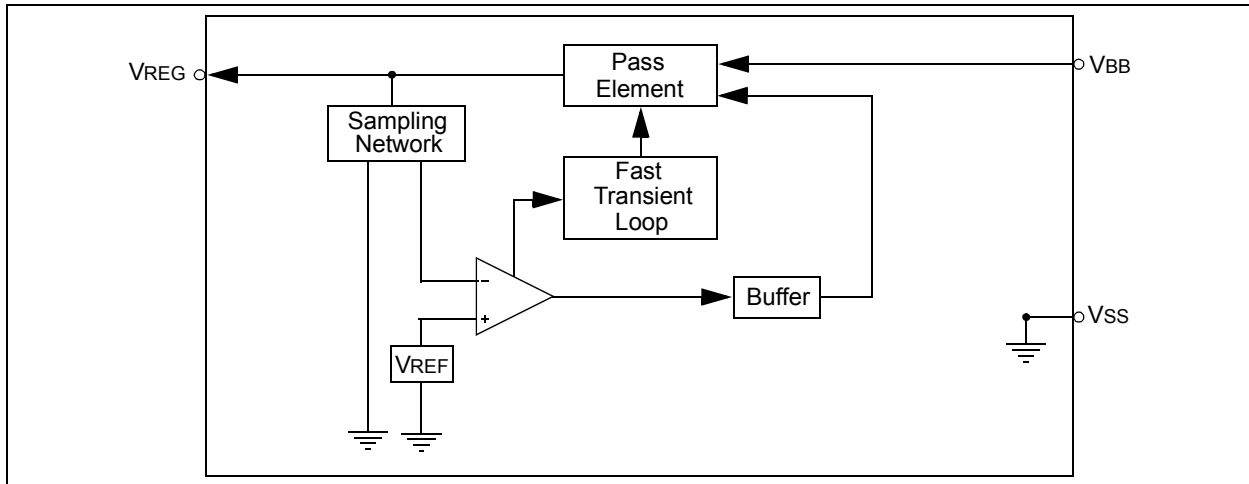 Pass
Element
VREG
VBB
Sampling
Network
Fast
Transient
Loop
-
Buffer
+
VSS
VREF